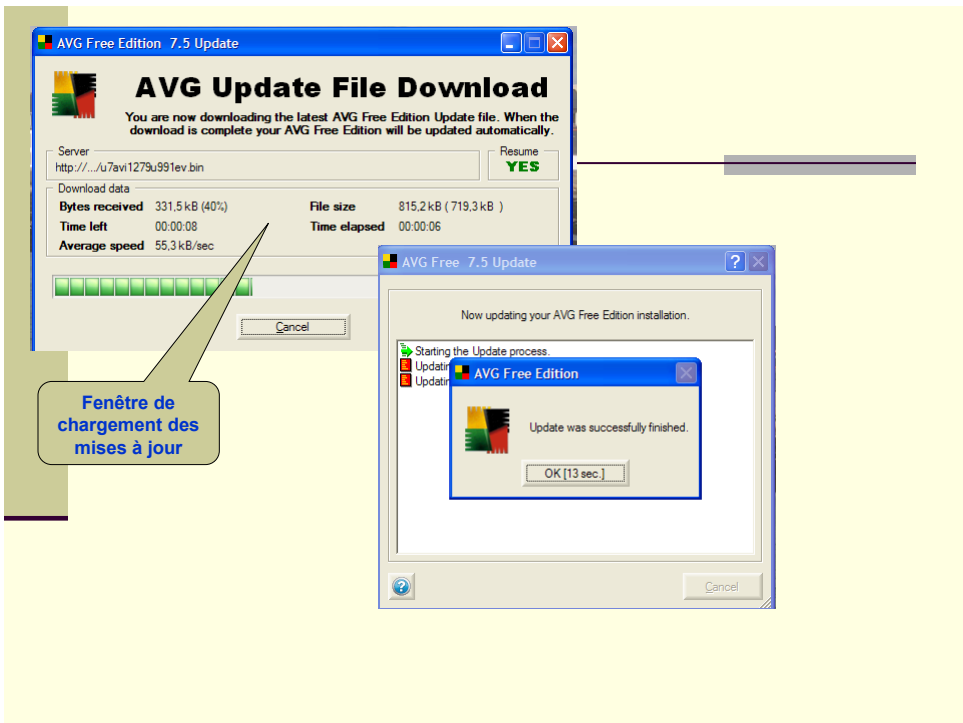 AVG Free Edition 7.5 Update
AVG Update File Download
You are now downloading the latest AVG Free Edition Update file. When the
download is complete your AVG Free Edition will be updated automatically.
Server
http://.../u7avi1279u991ev.bin
Resume
YES
Download data
Bytes received 331,5 kB (40%) File size 815,2 kB ( 719,3 kB )
Time left 00:00:08 Time elapsed 00:00:06
Average speed 55,3 kB/sec
Cancel
Fenêtre de
chargement des
mises à jour
AVG Free 7.5 Update
Now updating your AVG Free Edition installation.
Starting the Update process.
Updatin
Updatin
AVG Free Edition
Update was successfully finished.
OK [13 sec.]
Cancel